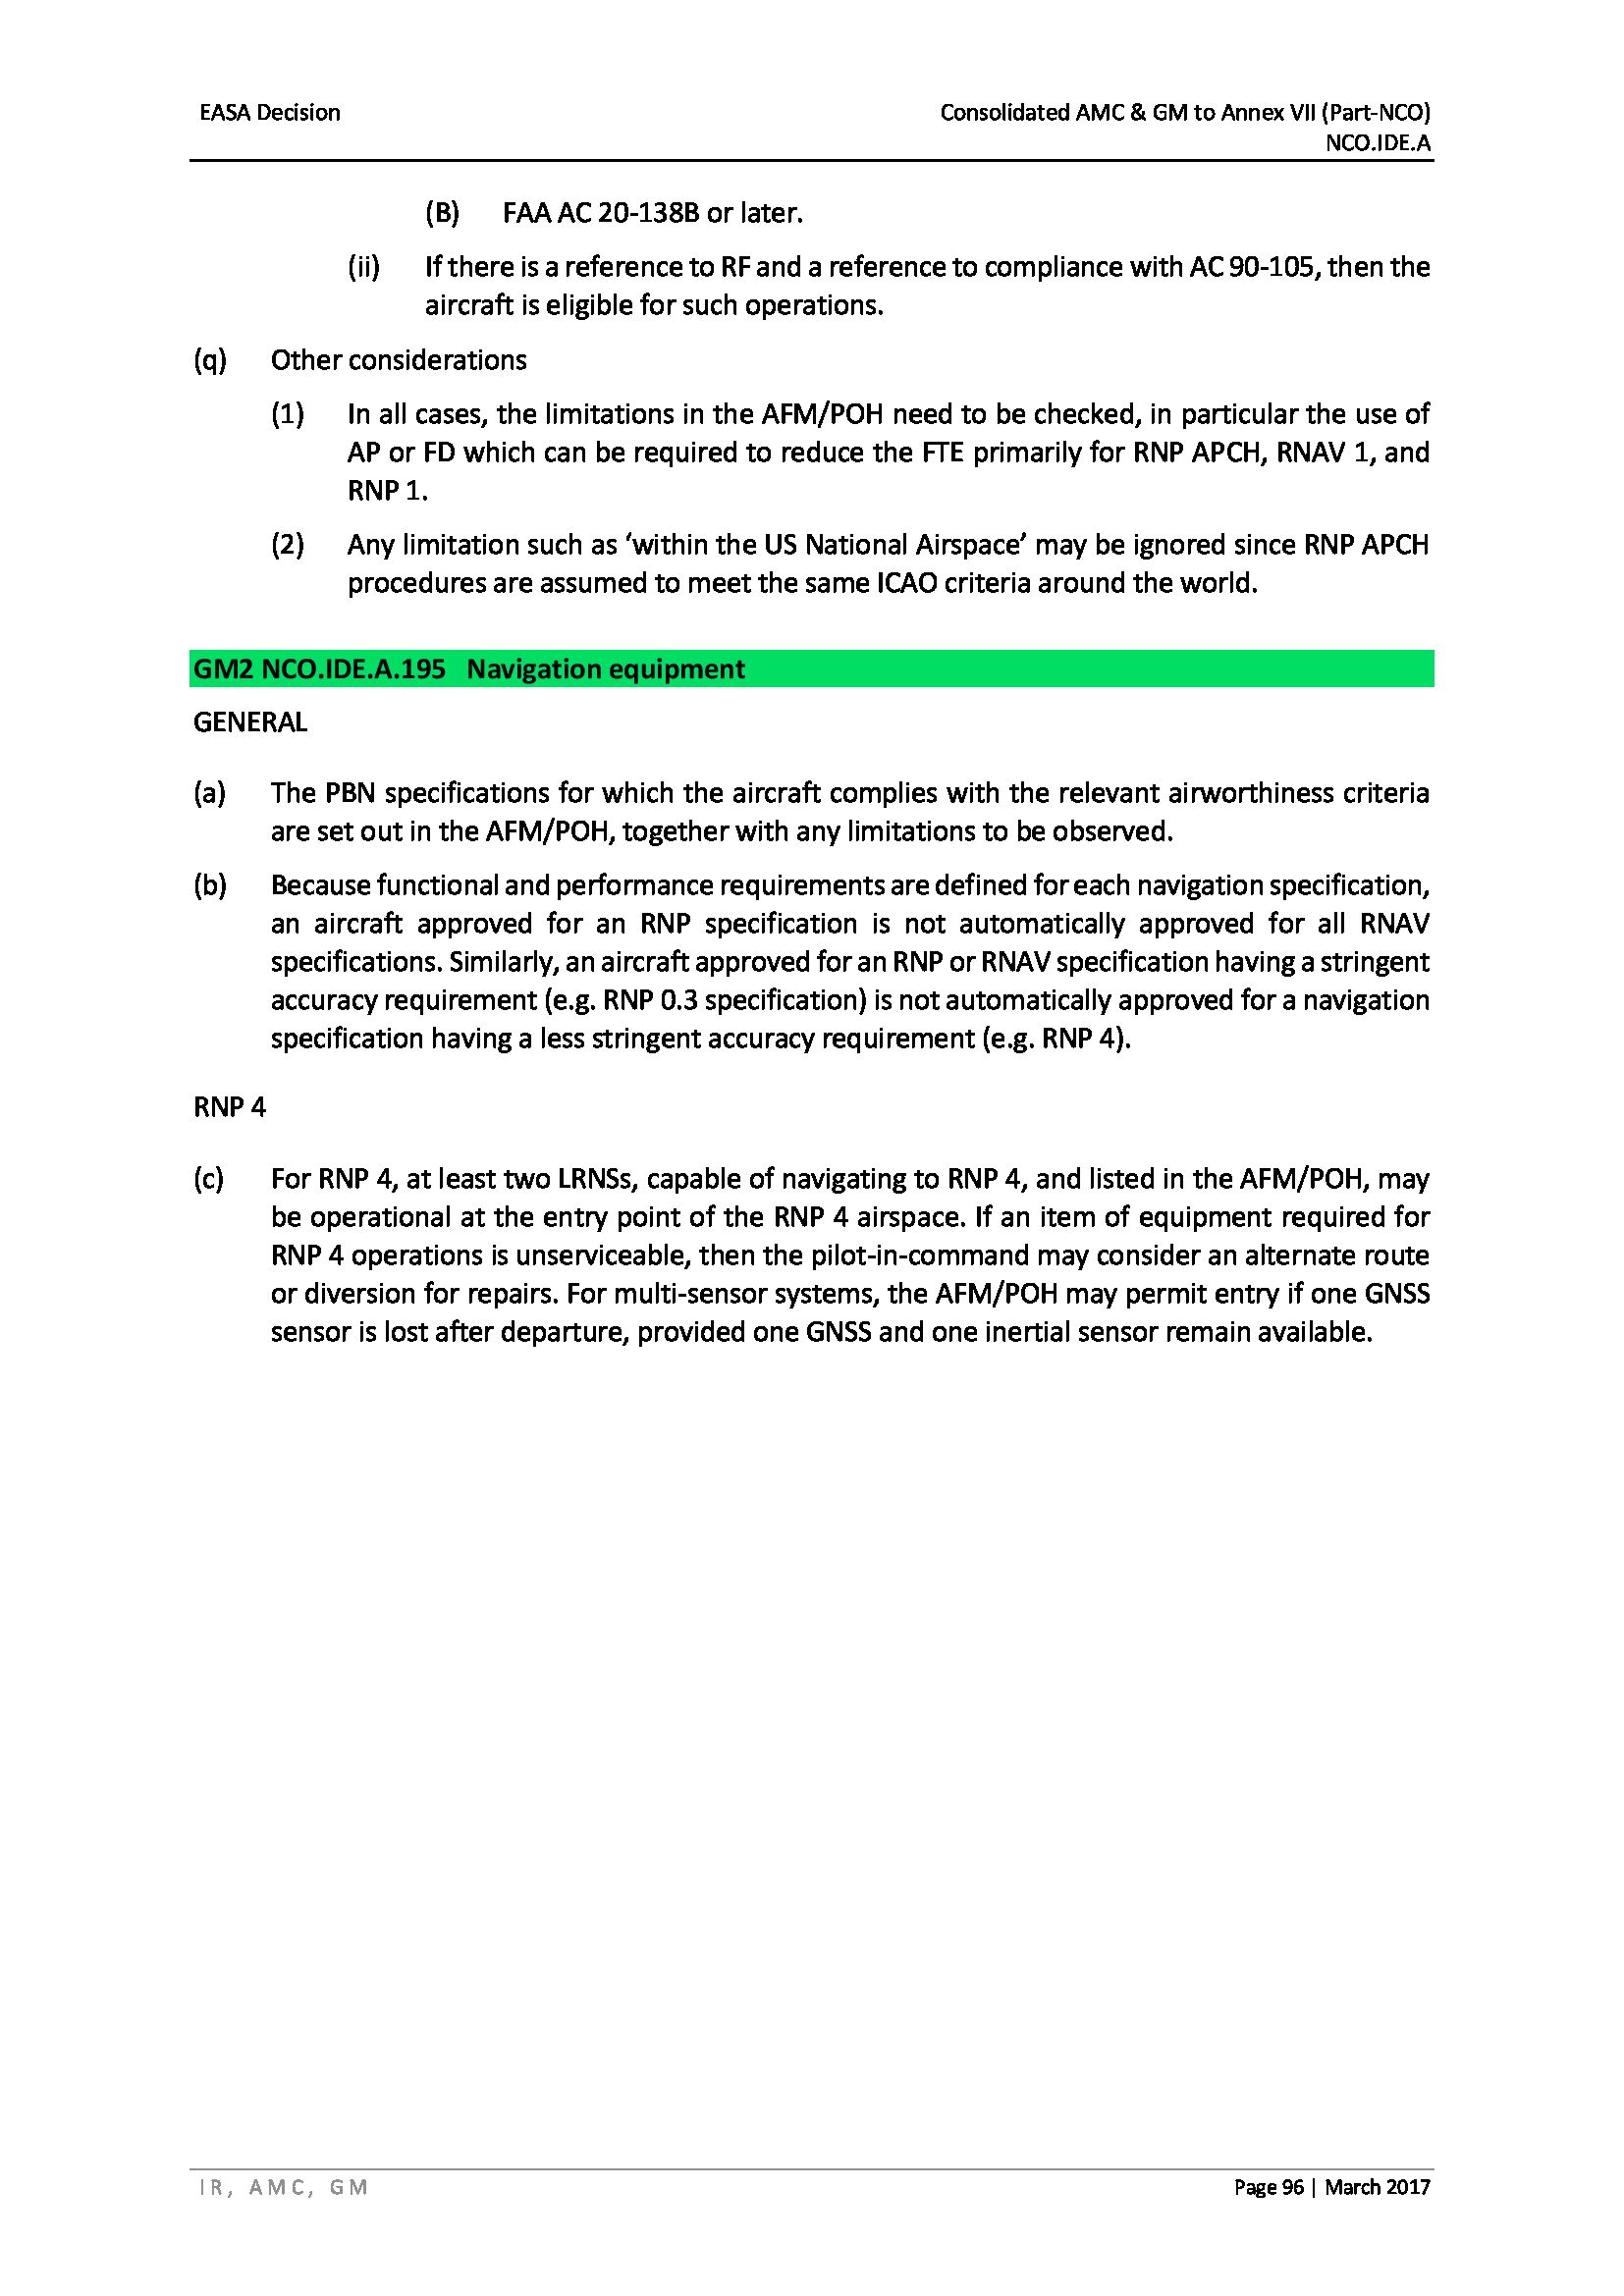 EASA Decision
Consolidated AMC & GM to Annex VII (Part-NCO)
NCO.IDE.A
(B) FAA AC 20-138B or later.
(ii) If there is a reference to RF and a reference to compliance with AC 90-105, then the
aircraft is eligible for such operations.
(q) Other considerations
(1) In all cases, the limitations in the AFM/POH need to be checked, in particular the use of
AP or FD which can be required to reduce the FTE primarily for RNP APCH, RNAV 1, and
RNP 1.
(2) Any limitation such as ‘within the US National Airspace’ may be ignored since RNP APCH
procedures are assumed to meet the same ICAO criteria around the world.
GM2 NCO.IDE.A.195 Navigation equipment
GENERAL
(a) The PBN specifications for which the aircraft complies with the relevant airworthiness criteria
are set out in the AFM/POH, together with any limitations to be observed.
(b) Because functional and performance requirements are defined for each navigation specification,
an aircraft approved for an RNP specification is not automatically approved for all RNAV
specifications. Similarly, an aircraft approved for an RNP or RNAV specification having a stringent
accuracy requirement (e.g. RNP 0.3 specification) is not automatically approved for a navigation
specification having a less stringent accuracy requirement (e.g. RNP 4).
RNP 4
(c) For RNP 4, at least two LRNSs, capable of navigating to RNP 4, and listed in the AFM/POH, may
be operational at the entry point of the RNP 4 airspace. If an item of equipment required for
RNP 4 operations is unserviceable, then the pilot-in-command may consider an alternate route
or diversion for repairs. For multi-sensor systems, the AFM/POH may permit entry if one GNSS
sensor is lost after departure, provided one GNSS and one inertial sensor remain available.
IR, AMC, GM
Page 96 | March 2017